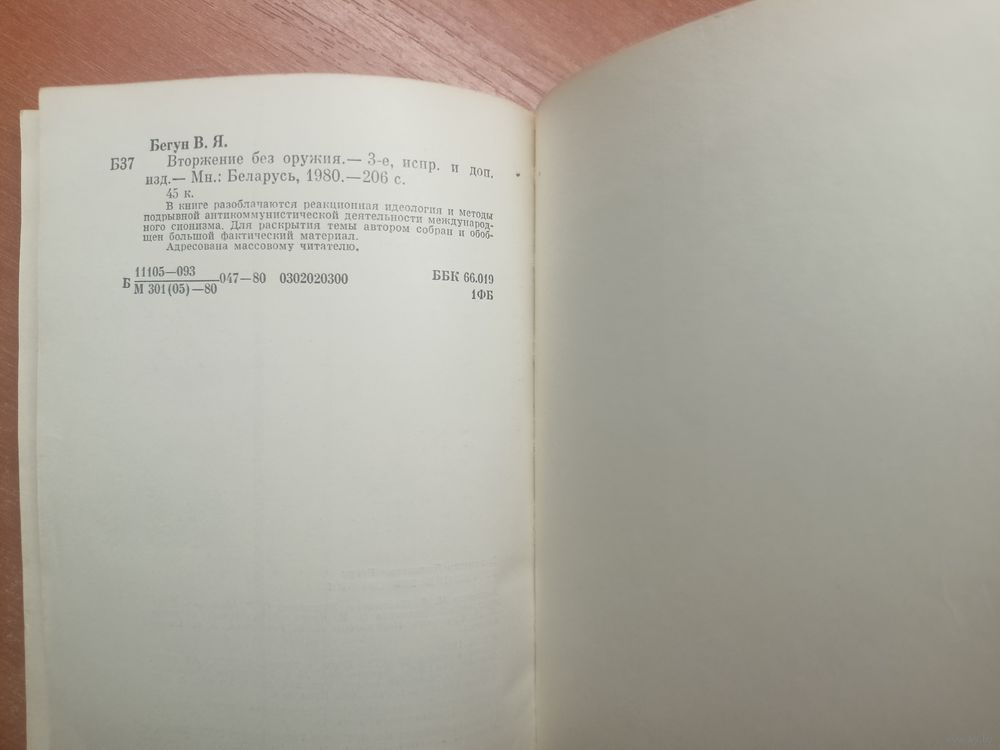 Бегун В. Я.
Б37 Вторжение без оружия.— 3-е, испр. и доп.
изд.— Мн.: Беларусь, 1980.—206 с.
45 к.
В книге разоблачаются реакционная идеология и методы
подрывной антикоммунистической деятельности международ-
ного сионизма. Для раскрытия темы автором собран и обоб-
щен большой фактический материал.
Адресована массовому читателю.
11105—093
Б —047—80 0302020300 ББК 66.019
М 301(05)—80
1ФБ